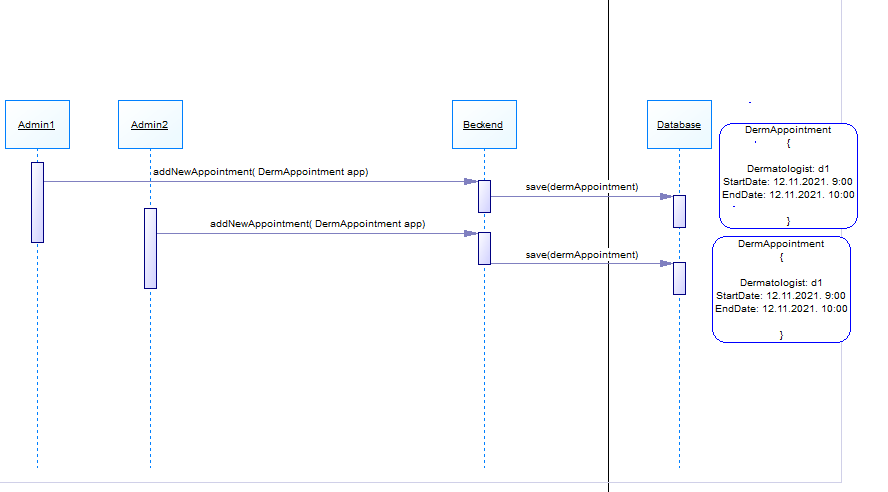 Admin1
Admin2
Beckend
Database
addNewAppointment( DermAppointment app)
save(dermAppointment)
addNewAppointment( DermAppointment app)
save(dermAppointment)
DermAppointment
{
Dermatologist: d1
StartDate: 12.11.2021. 9:00
EndDate: 12.11.2021. 10:00
}
DermAppointment
{
Dermatologist: d1
StartDate: 12.11.2021. 9:00
EndDate: 12.11.2021. 10:00
}